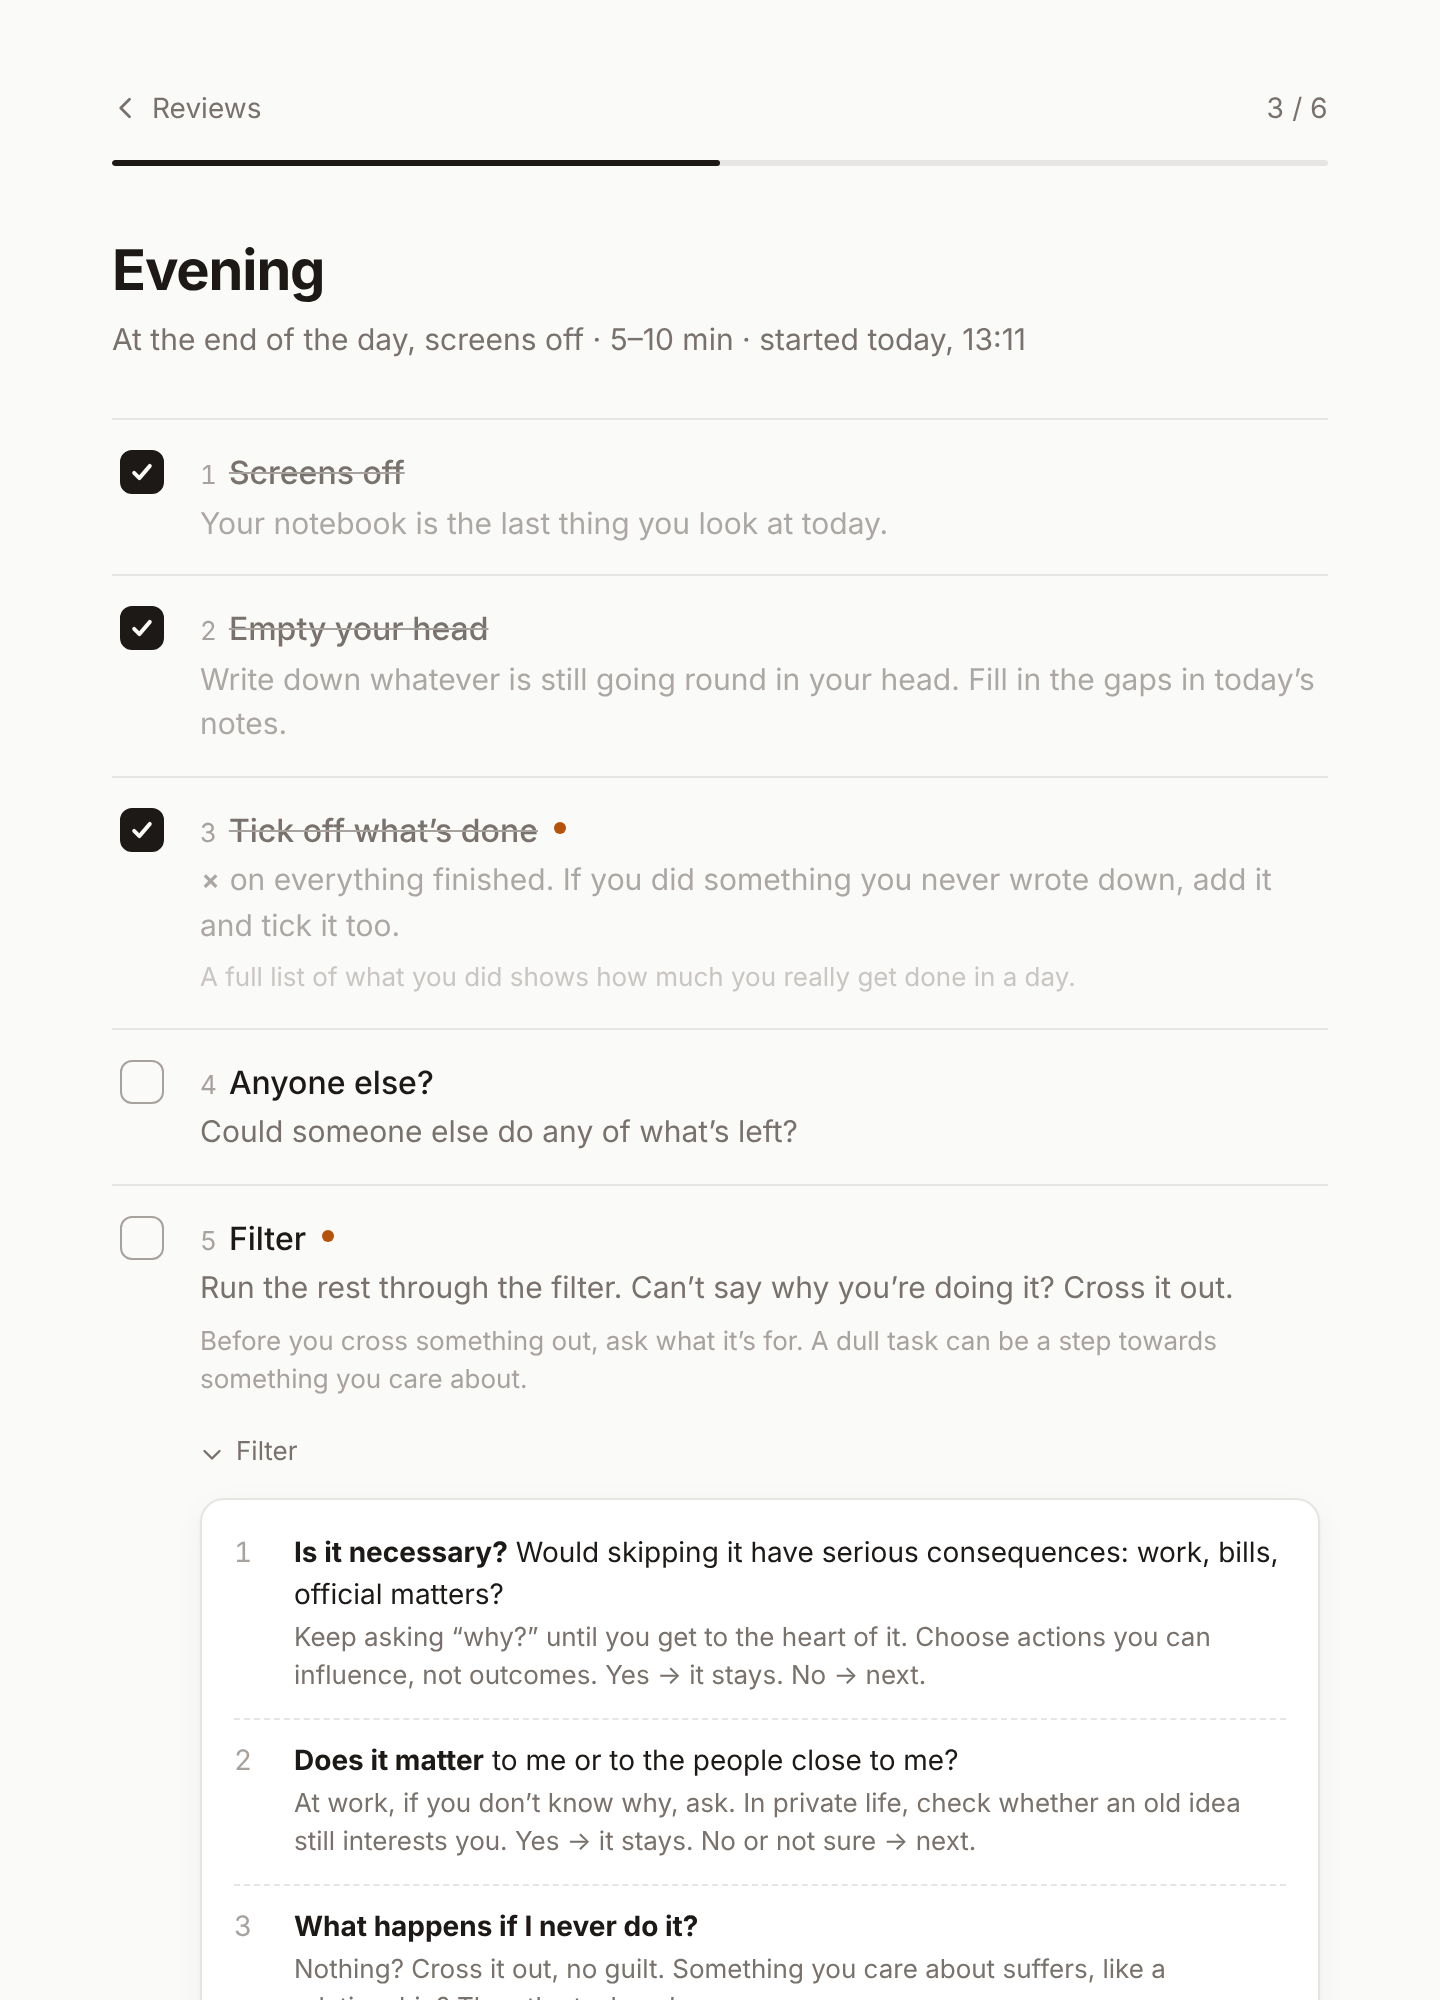 Reviews
3 / 6
Evening
At the end of the day, screens off · 5–10 min · started today, 13:11
1 Screens off
Your notebook is the last thing you look at today.
2 Empty your head
Write down whatever is still going round in your head. Fill in the gaps in today’s
notes.
3 Tick off what’s done
× on everything finished. If you did something you never wrote down, add it
and tick it too.
A full list of what you did shows how much you really get done in a day.
4 Anyone else?
Could someone else do any of what’s left?
5 Filter
Run the rest through the filter. Can’t say why you’re doing it? Cross it out.
Before you cross something out, ask what it’s for. A dull task can be a step towards
something you care about.
Filter
1 Is it necessary? Would skipping it have serious consequences: work, bills,
official matters?
Keep asking “why?” until you get to the heart of it. Choose actions you can
influence, not outcomes. Yes → it stays. No → next.
2 Does it matter to me or to the people close to me?
At work, if you don’t know why, ask. In private life, check whether an old idea
still interests you. Yes → it stays. No or not sure → next.
3 What happens if I never do it?
Nothing? Cross it out, no guilt. Something you care about suffers, like a